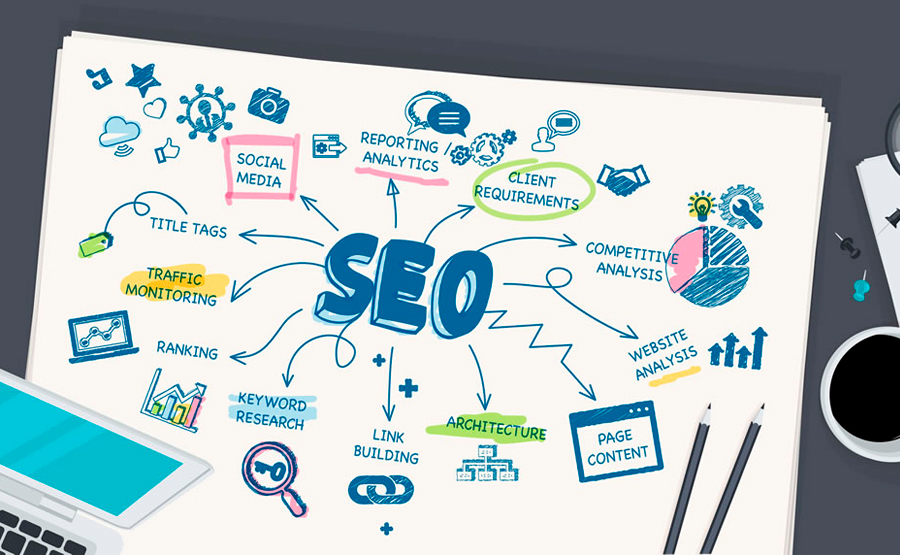 SOCIAL
MEDIA
REPORTING /
ANALYTICS
CLIENT
REQUIREMENTS
TITLE TAGS
SEO
COMPETITIVE
ANALYSIS
TRAFFIC
MONITORING
RANKING
WEBSITE
ANALYSIS
KEYWORD
RESEARCH
LINK
BUILDING
ARCHITECTURE
PAGE
CONTENT